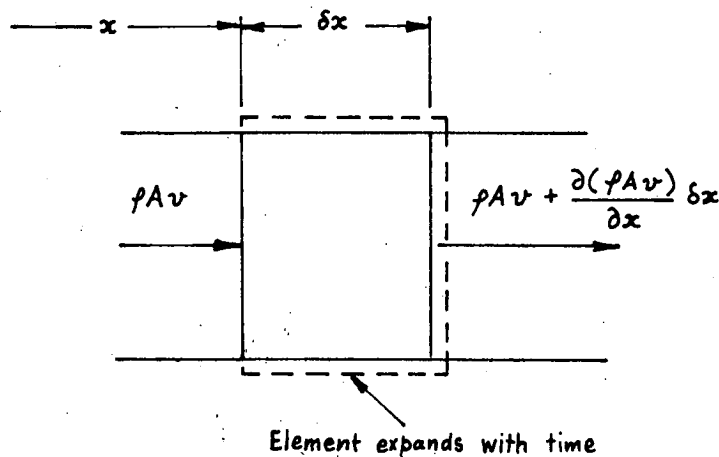 x δx
ρAv ρAv + ∂(ρAv)/∂x δx
Element expands with time